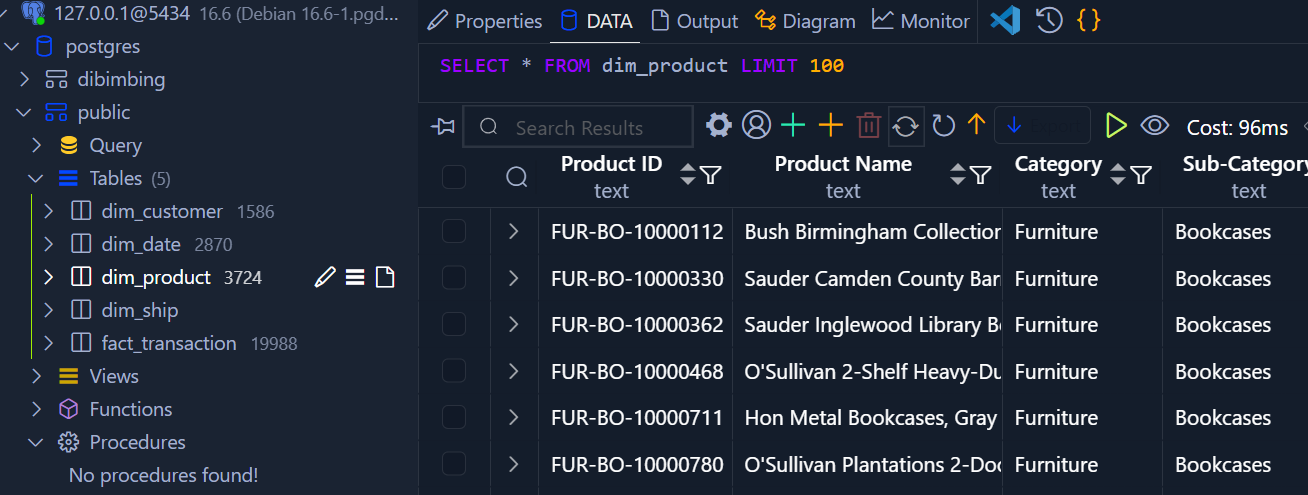 127.0.0.1@5434 16.6 (Debian 16.6-1.pgd...
postgres
dibimbing
public
Query
Tables (5)
dim_customer 1586
dim_date 2870
dim_product 3724
dim_ship
fact_transaction 19988
Views
Functions
Procedures
No procedures found!
Properties DATA Output Diagram Monitor
SELECT * FROM dim_product LIMIT 100
Search Results Cost: 96ms
Product ID Product Name Category Sub-Category
text text text text
FUR-BO-10000112 Bush Birmingham Collection Furniture Bookcases
FUR-BO-10000330 Sauder Camden County Bar Furniture Bookcases
FUR-BO-10000362 Sauder Inglewood Library Bo Furniture Bookcases
FUR-BO-10000468 O'Sullivan 2-Shelf Heavy-Du Furniture Bookcases
FUR-BO-10000711 Hon Metal Bookcases, Gray Furniture Bookcases
FUR-BO-10000780 O'Sullivan Plantations 2-Doo Furniture Bookcases